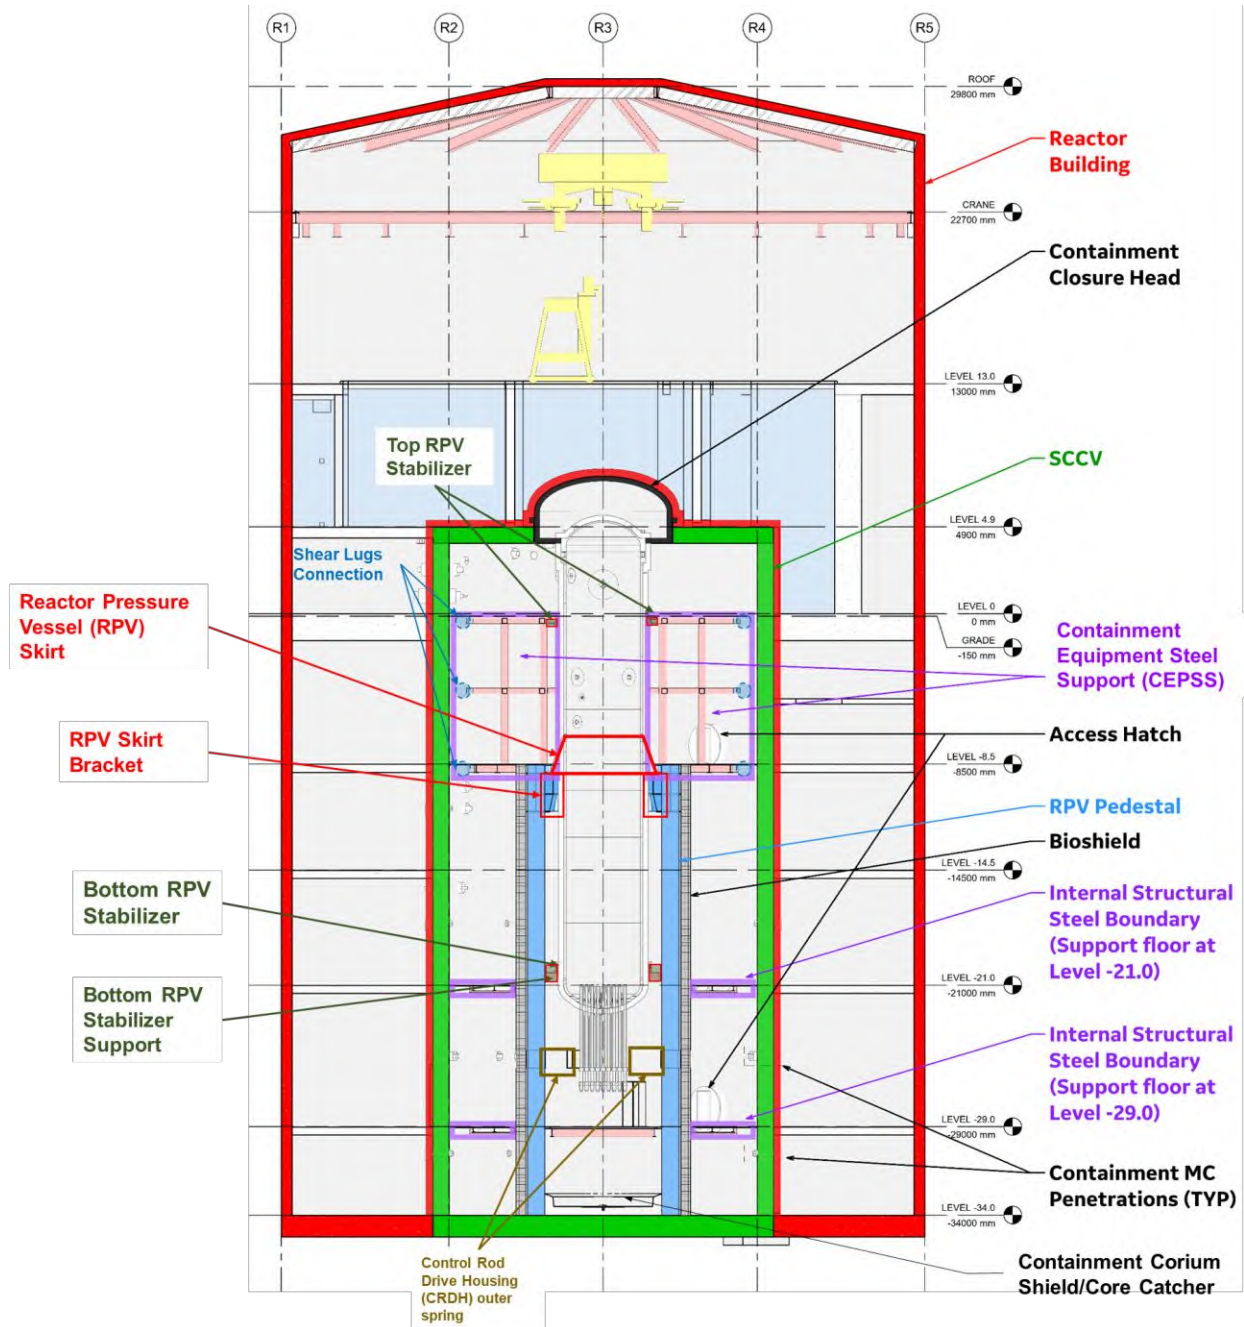 R1
R2
R3
R4
R5
ROOF
29800 mm
Reactor
Building
CRANE
22700 mm
Containment
Closure Head
LEVEL 13.0
13000 mm
Top RPV
Stabilizer
SCCV
LEVEL 4.9
4900 mm
Shear Lugs
Connection
Reactor Pressure
Vessel (RPV)
Skirt
LEVEL 0
0 mm
GRADE
-150 mm
Containment
Equipment Steel
Support (CEPSS)
RPV Skirt
Bracket
Access Hatch
LEVEL -8.5
-8500 mm
RPV Pedestal
Bioshield
LEVEL -14.5
-14500 mm
Bottom RPV
Stabilizer
Internal Structural
Steel Boundary
(Support floor at
Level -21.0)
LEVEL -21.0
-21000 mm
Bottom RPV
Stabilizer
Support
Internal Structural
Steel Boundary
(Support floor at
Level -29.0)
LEVEL -29.0
-29000 mm
Containment MC
Penetrations (TYP)
LEVEL -34.0
-34000 mm
Control Rod
Drive Housing
(CRDH) outer
spring
Containment Corium
Shield/Core Catcher